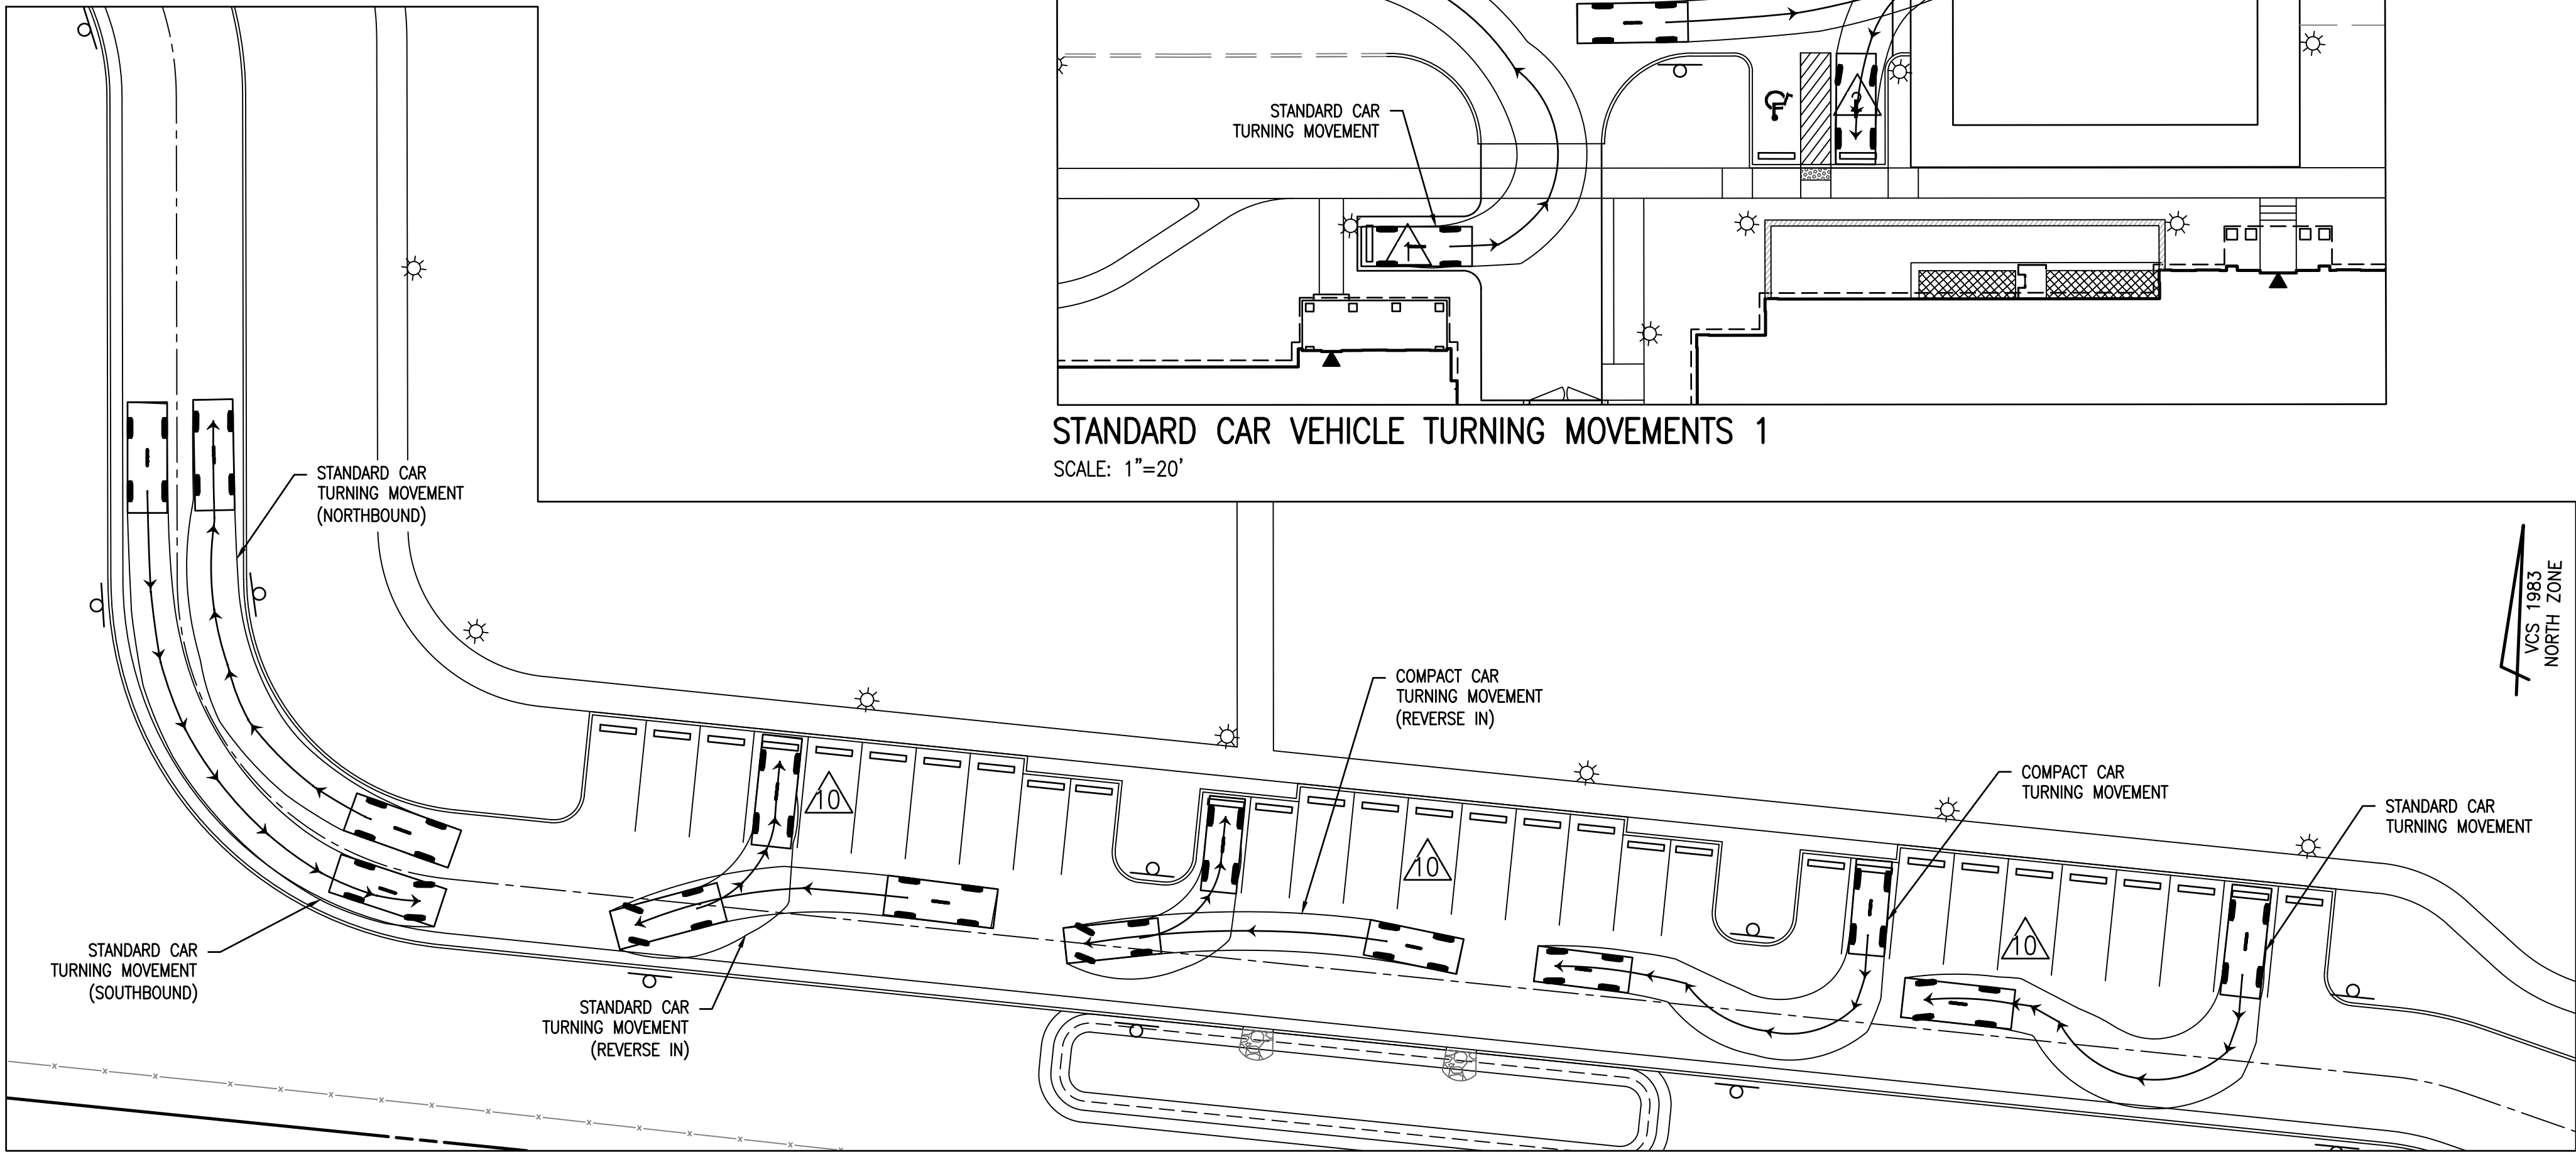 STANDARD CAR
TURNING MOVEMENT
2
1
STANDARD CAR VEHICLE TURNING MOVEMENTS 1
SCALE: 1"=20'
STANDARD CAR
TURNING MOVEMENT
(NORTHBOUND)
VCS 1983
NORTH ZONE
COMPACT CAR
TURNING MOVEMENT
(REVERSE IN)
COMPACT CAR
TURNING MOVEMENT
STANDARD CAR
TURNING MOVEMENT
10
10
10
STANDARD CAR
TURNING MOVEMENT
(SOUTHBOUND)
STANDARD CAR
TURNING MOVEMENT
(REVERSE IN)